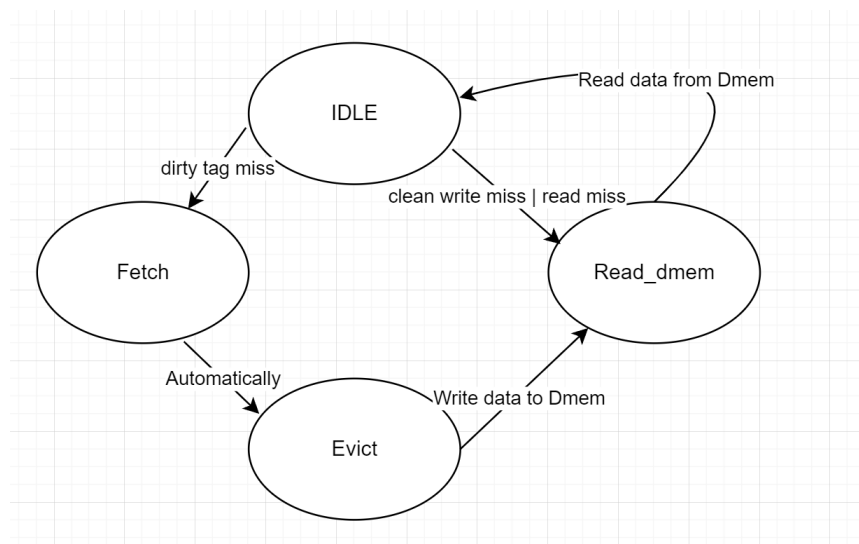 IDLE
Read data from Dmem
dirty tag miss
clean write miss | read miss
Fetch
Read_dmem
Automatically
Write data to Dmem
Evict